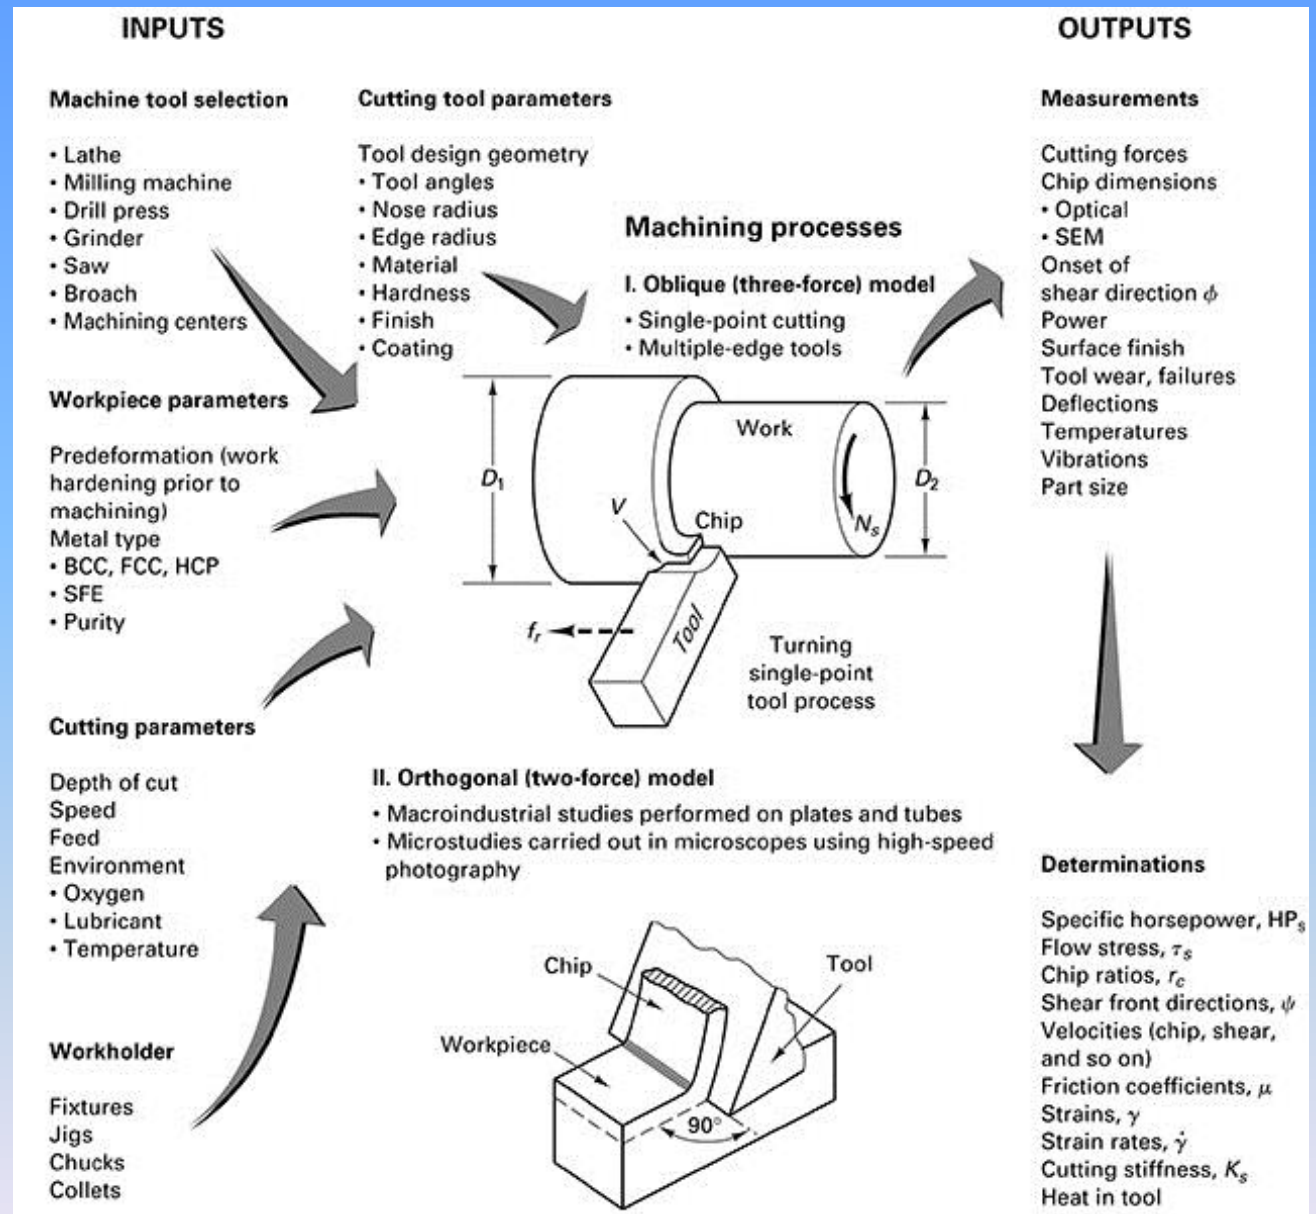 INPUTS
OUTPUTS
Machine tool selection
• Lathe
• Milling machine
• Drill press
• Grinder
• Saw
• Broach
• Machining centers
Workpiece parameters
Predeformation (work
hardening prior to
machining)
Metal type
• BCC, FCC, HCP
• SFE
• Purity
Cutting parameters
Depth of cut
Speed
Feed
Environment
• Oxygen
• Lubricant
• Temperature
Workholder
Fixtures
Jigs
Chucks
Collets
Cutting tool parameters
Tool design geometry
• Tool angles
• Nose radius
• Edge radius
• Material
• Hardness
• Finish
• Coating
Machining processes
I. Oblique (three-force) model
• Single-point cutting
• Multiple-edge tools
D₁
Work
D₂
V
Chip
Nₛ
fᵣ
Tool
Turning
single-point
tool process
II. Orthogonal (two-force) model
• Macroindustrial studies performed on plates and tubes
• Microstudies carried out in microscopes using high-speed
photography
Chip
Tool
Workpiece
90°
Measurements
Cutting forces
Chip dimensions
• Optical
• SEM
Onset of
shear direction ϕ
Power
Surface finish
Tool wear, failures
Deflections
Temperatures
Vibrations
Part size
Determinations
Specific horsepower, HPₛ
Flow stress, τₛ
Chip ratios, r_c
Shear front directions, ψ
Velocities (chip, shear,
and so on)
Friction coefficients, μ
Strains, γ
Strain rates, γ̇
Cutting stiffness, Kₛ
Heat in tool